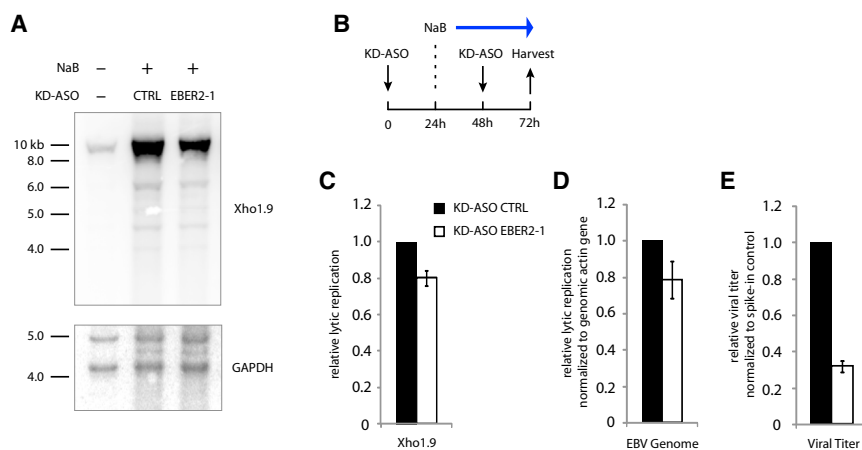 A
NaB – + +
KD-ASO – CTRL EBER2-1
10 kb
8.0
6.0
5.0
4.0
Xho1.9
5.0
4.0
GAPDH
B
NaB
KD-ASO KD-ASO Harvest
0 24h 48h 72h
C
relative lytic replication
1.2
1.0
0.8
0.6
0.4
0.2
0
Xho1.9
KD-ASO CTRL
KD-ASO EBER2-1
D
relative lytic replication
normalized to genomic actin gene
1.2
1.0
0.8
0.6
0.4
0.2
0
EBV Genome
E
relative viral titer
normalized to spike-in control
1.2
1.0
0.8
0.6
0.4
0.2
0
Viral Titer